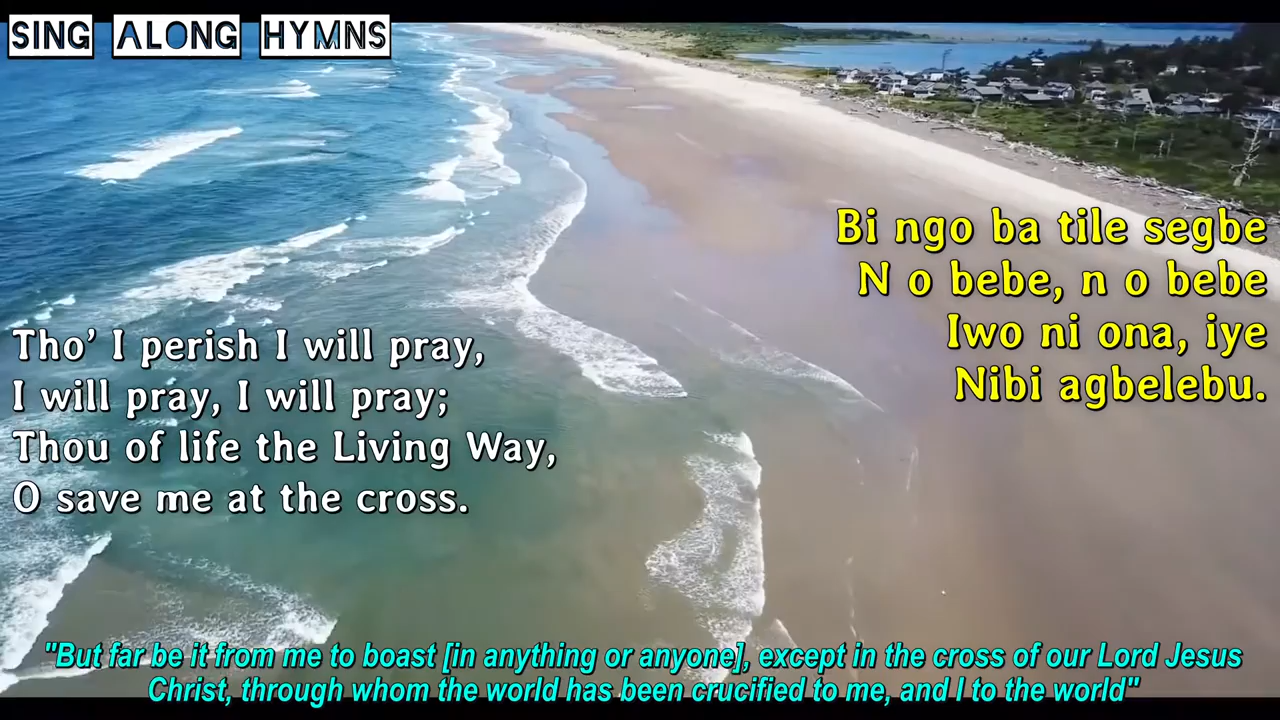 SING ALONG HYMNS
Tho’ I perish I will pray,
I will pray, I will pray;
Thou of life the Living Way,
O save me at the cross.
Bi ngo ba tile segbe
N o bebe, n o bebe
Iwo ni ona, iye
Nibi agbelebu.
"But far be it from me to boast [in anything or anyone], except in the cross of our Lord Jesus
Christ, through whom the world has been crucified to me, and I to the world"